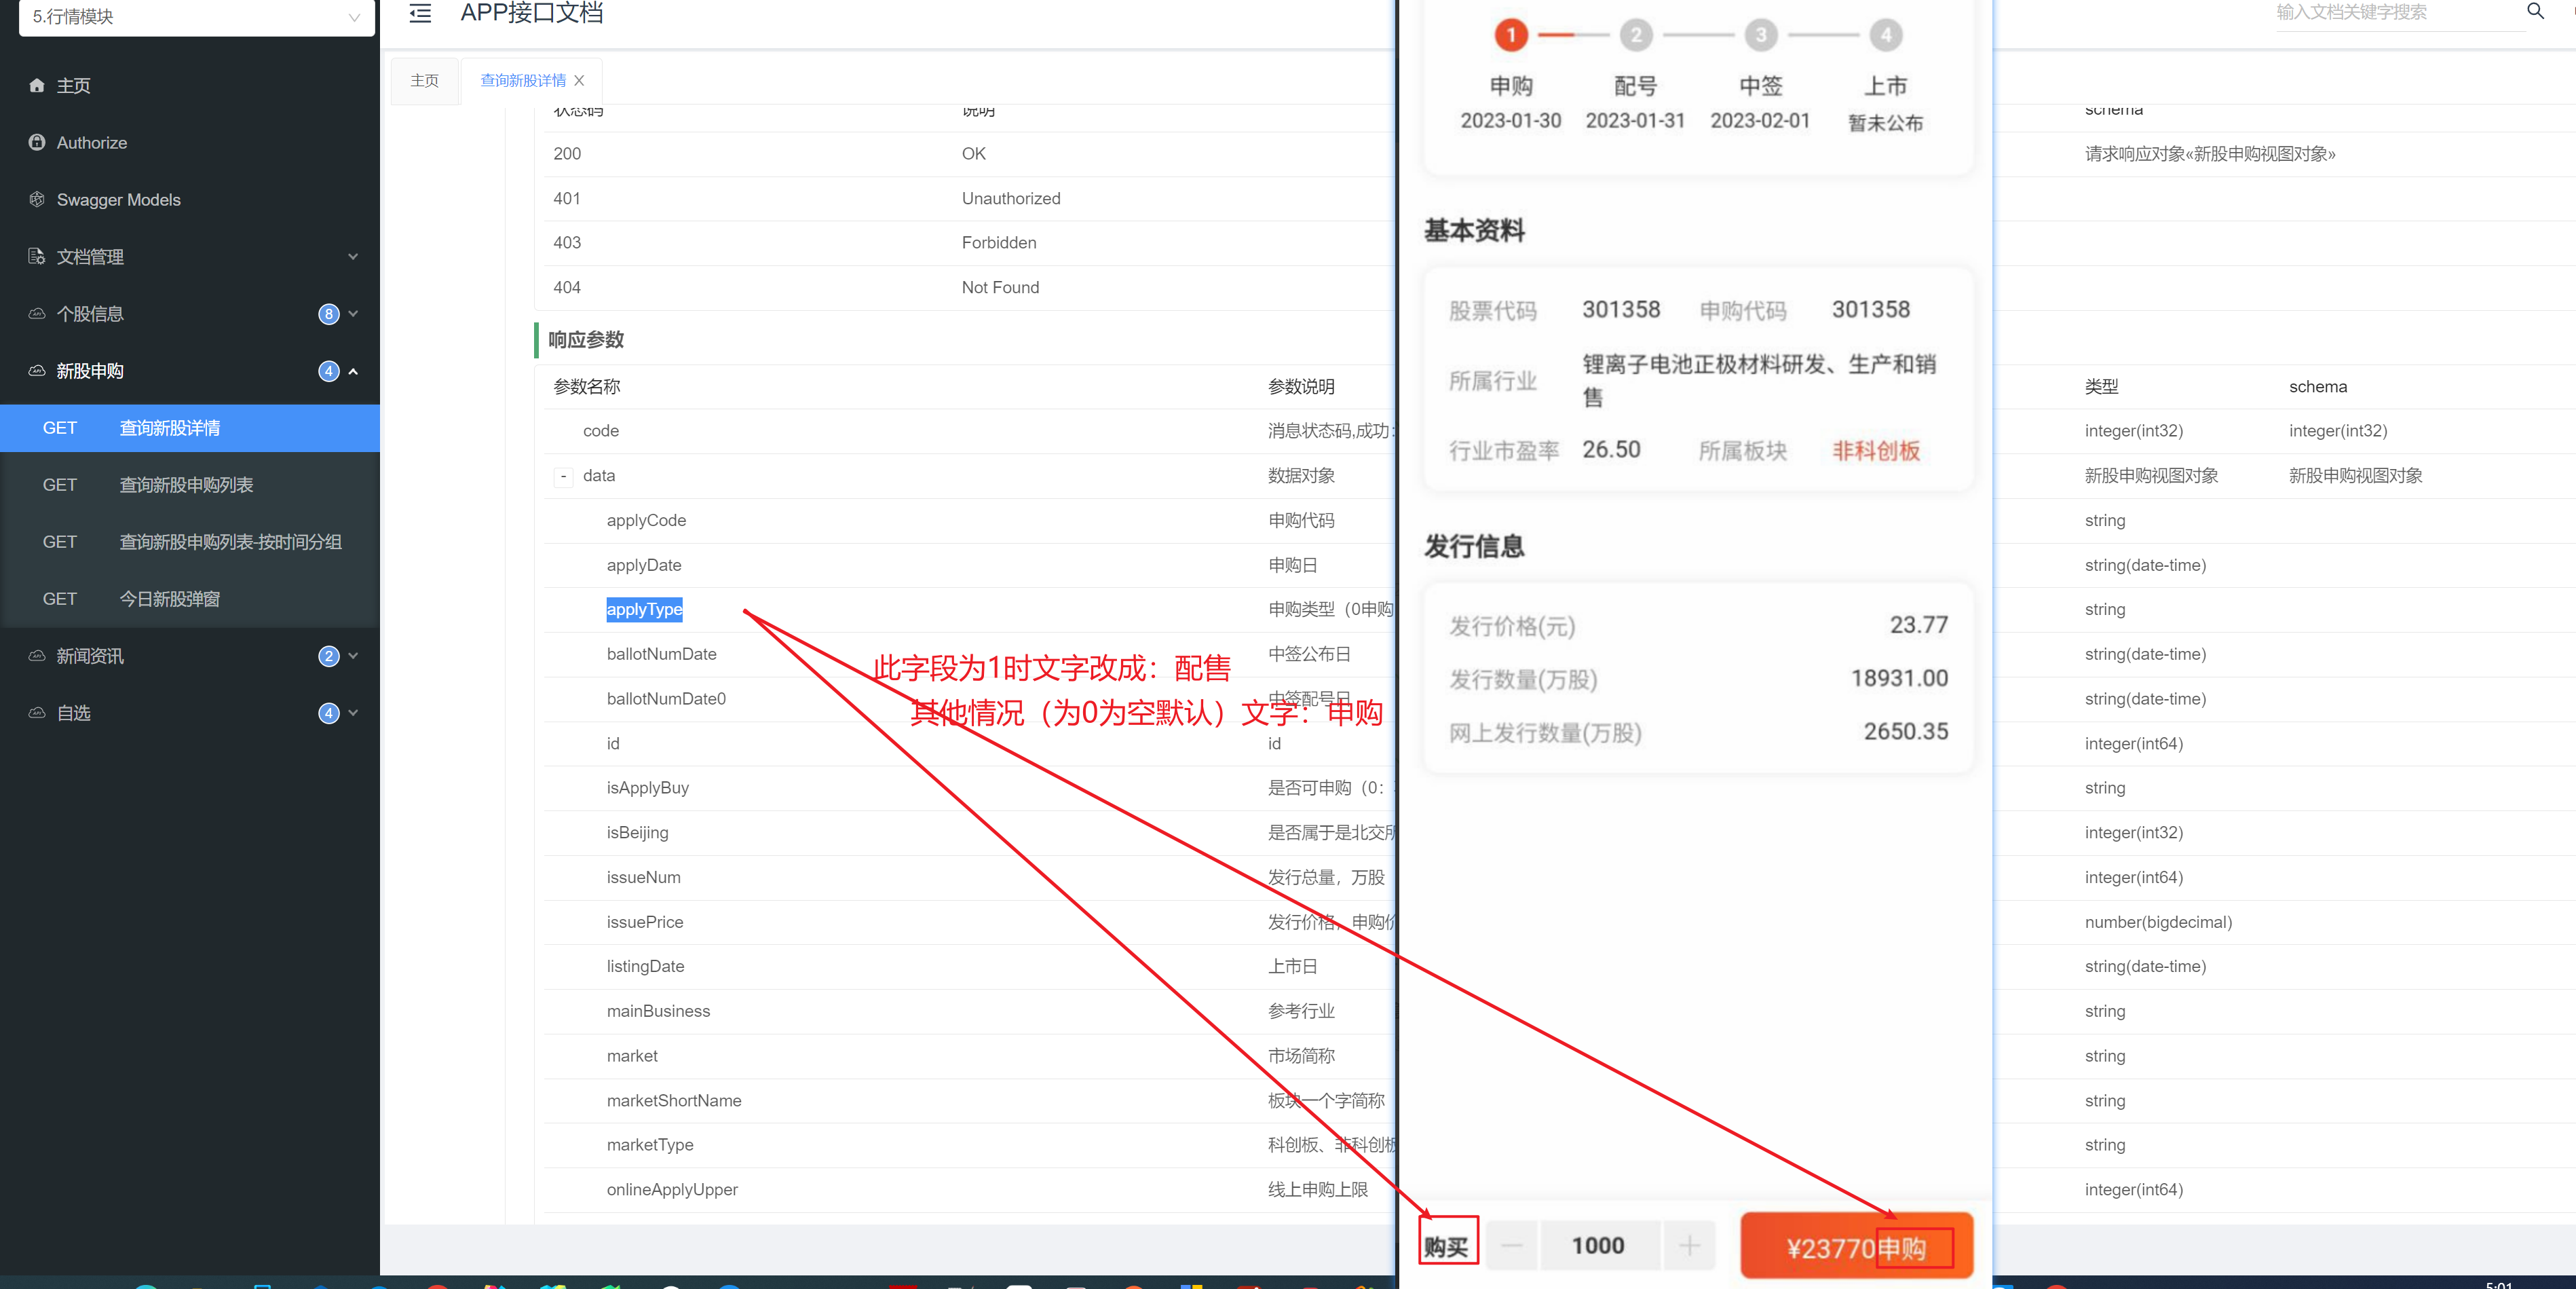 5.行情模块
APP接口文档
输入文档关键字搜索
主页
Authorize
Swagger Models
文档管理
个股信息 8
新股申购 4
GET 查询新股详情
GET 查询新股申购列表
GET 查询新股申购列表-按时间分组
GET 今日新股弹窗
新闻资讯 2
自选 4
主页 查询新股详情
状态码 说明 schema
200 OK 请求响应对象«新股申购视图对象»
401 Unauthorized
403 Forbidden
404 Not Found
响应参数
参数名称 参数说明 类型 schema
code 消息状态码,成功: integer(int32) integer(int32)
- data 数据对象 新股申购视图对象 新股申购视图对象
applyCode 申购代码 string
applyDate 申购日 string(date-time)
applyType 申购类型（0申购 string
ballotNumDate 中签公布日 string(date-time)
ballotNumDate0 中签配号日 string(date-time)
id id integer(int64)
isApplyBuy 是否可申购（0： string
isBeijing 是否属于是北交所 integer(int32)
issueNum 发行总量，万股 integer(int64)
issuePrice 发行价格，申购价 number(bigdecimal)
listingDate 上市日 string(date-time)
mainBusiness 参考行业 string
market 市场简称 string
marketShortName 板块一个字简称 string
marketType 科创板、非科创板 string
onlineApplyUpper 线上申购上限 integer(int64)
此字段为1时文字改成：配售
其他情况（为0为空默认）文字：申购
1 2 3 4
申购 配号 中签 上市
2023-01-30 2023-01-31 2023-02-01 暂未公布
基本资料
股票代码 301358 申购代码 301358
所属行业 锂离子电池正极材料研发、生产和销
售
行业市盈率 26.50 所属板块 非科创板
发行信息
发行价格(元) 23.77
发行数量(万股) 18931.00
网上发行数量(万股) 2650.35
购买 — 1000 + ¥23770申购
5:01